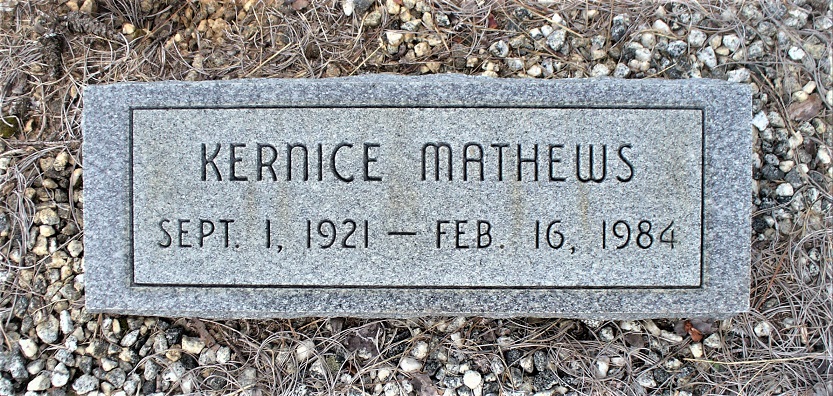 KERNICE MATHEWS
SEPT. 1, 1921 — FEB. 16, 1984